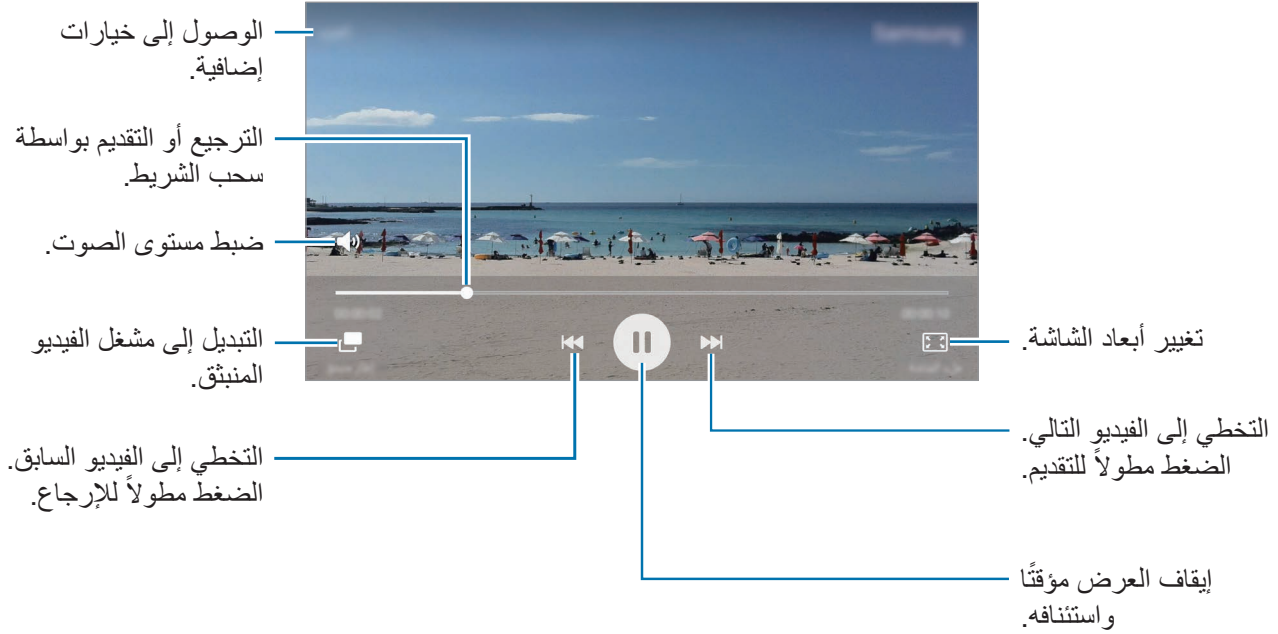 الوصول إلى خيارات
إضافية.
الترجيع أو التقديم بواسطة
سحب الشريط.
ضبط مستوى الصوت.
التبديل إلى مشغل الفيديو
المنبثق.
التخطي إلى الفيديو السابق.
الضغط مطولاً للإرجاع.
Samsung
تغيير أبعاد الشاشة.
التخطي إلى الفيديو التالي.
الضغط مطولاً للتقديم.
إيقاف العرض مؤقتًا
واستئنافه.